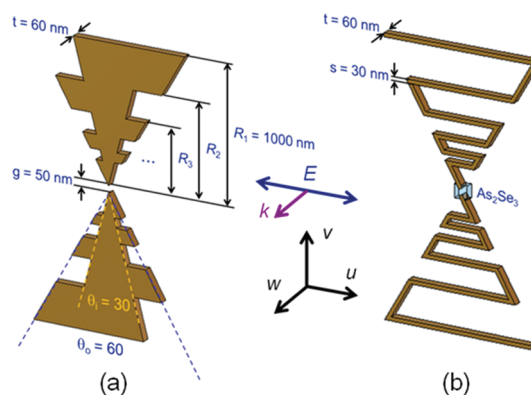 t = 60 nm
g = 50 nm
...
R₃
R₂
R₁ = 1000 nm
θᵢ = 30
θₒ = 60
(a)
E
k
v
u
w
t = 60 nm
s = 30 nm
As₂Se₃
(b)